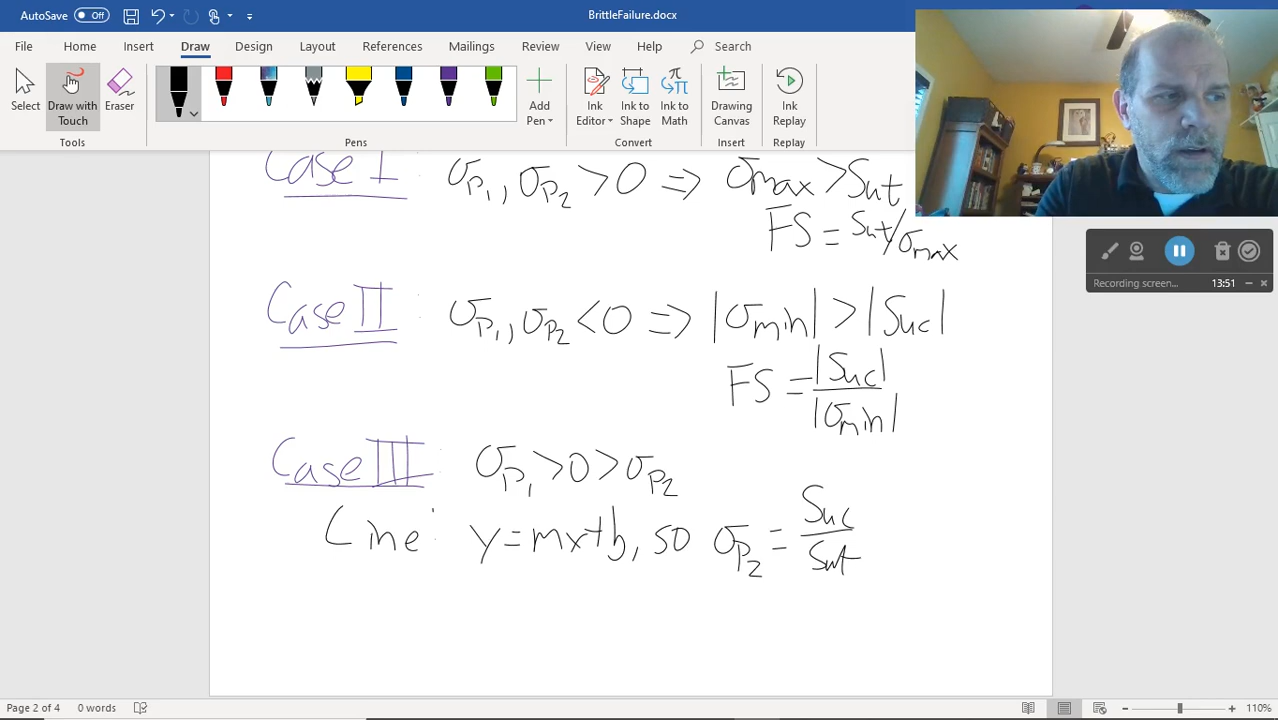 AutoSave Off BrittleFailure.docx
File Home Insert Draw Design Layout References Mailings Review View Help Search
Select Draw with Touch Eraser Add Pen Ink Editor Ink to Shape Ink to Math Drawing Canvas Ink Replay
Tools Pens Convert Insert Replay
Case I σp₁, σp₂ > 0 ⇒ σmax > Sut
FS = Sut/σmax
Case II σp₁, σp₂ < 0 ⇒ |σmin| > |Suc|
FS = |Suc| / |σmin|
Case III σp₁ > 0 > σp₂
Line: y = mx + b, so σp₂ = Suc / Sut
Recording screen... 13:51
Page 2 of 4 0 words 110%